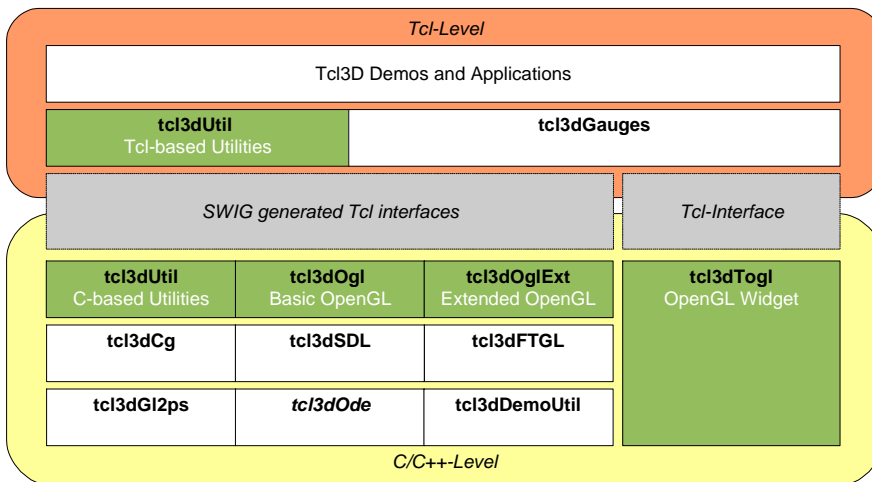 Tcl-Level
Tcl3D Demos and Applications
tcl3dUtil
Tcl-based Utilities
tcl3dGauges
SWIG generated Tcl interfaces
Tcl-Interface
tcl3dUtil
C-based Utilities
tcl3dOgl
Basic OpenGL
tcl3dOglExt
Extended OpenGL
tcl3dTogl
OpenGL Widget
tcl3dCg
tcl3dSDL
tcl3dFTGL
tcl3dGl2ps
tcl3dOde
tcl3dDemoUtil
C/C++-Level